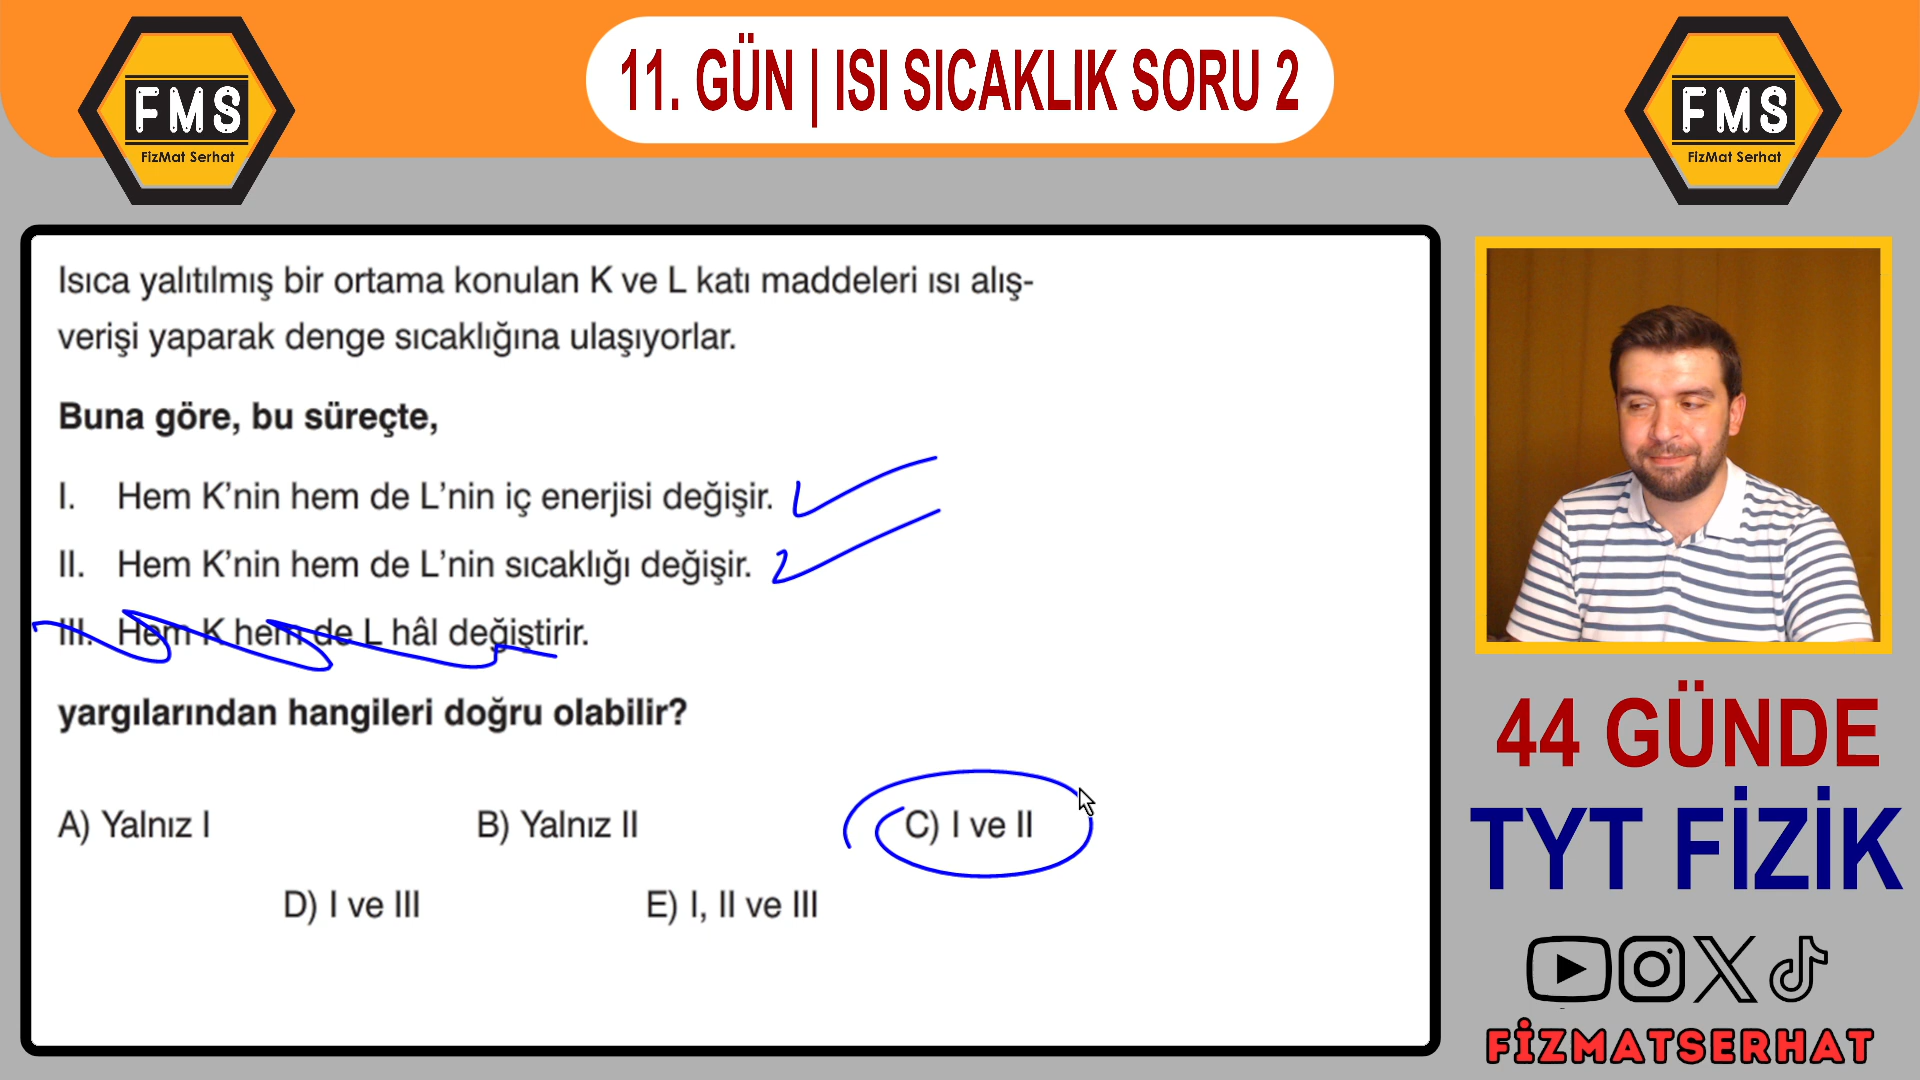 11. GÜN | ISI SICAKLIK SORU 2
FMS
FizMat Serhat
FMS
FizMat Serhat
Isıca yalıtılmış bir ortama konulan K ve L katı maddeleri ısı alış-
verişi yaparak denge sıcaklığına ulaşıyorlar.
Buna göre, bu süreçte,
I. Hem K’nin hem de L’nin iç enerjisi değişir.
II. Hem K’nin hem de L’nin sıcaklığı değişir.
III. Hem K hem de L hâl değiştirir.
yargılarından hangileri doğru olabilir?
A) Yalnız I B) Yalnız II C) I ve II
D) I ve III E) I, II ve III
44 GÜNDE
TYT FİZİK
FİZMATSERHAT